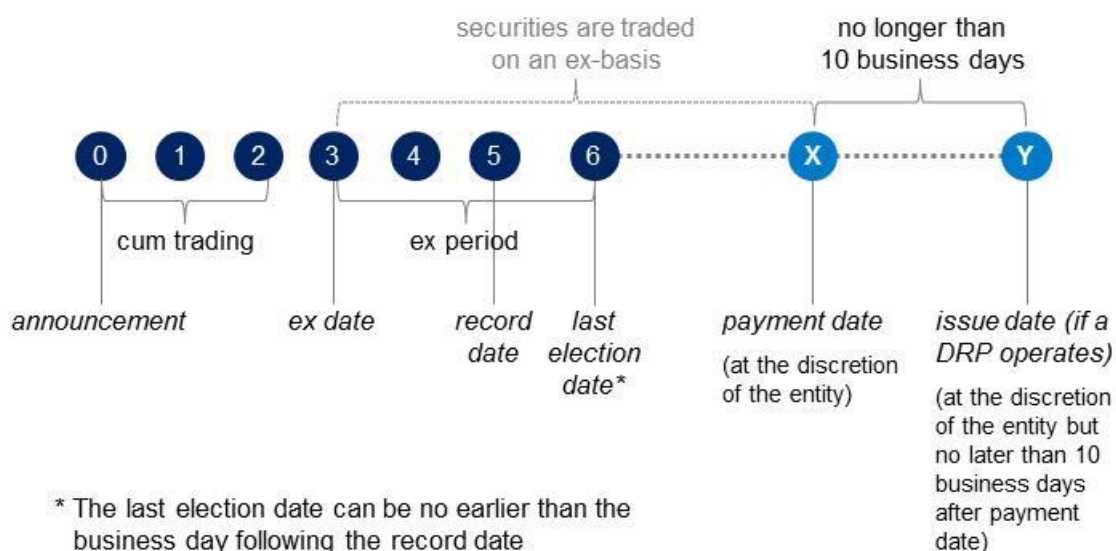 securities are traded
on an ex-basis
no longer than
10 business days
0 1 2 3 4 5 6 X Y
cum trading
ex period
announcement
ex date
record
date
last
election
date*
payment date
(at the discretion
of the entity)
issue date (if a
DRP operates)
(at the discretion
of the entity but
no later than 10
business days
after payment
date)
* The last election date can be no earlier than the
business day following the record date